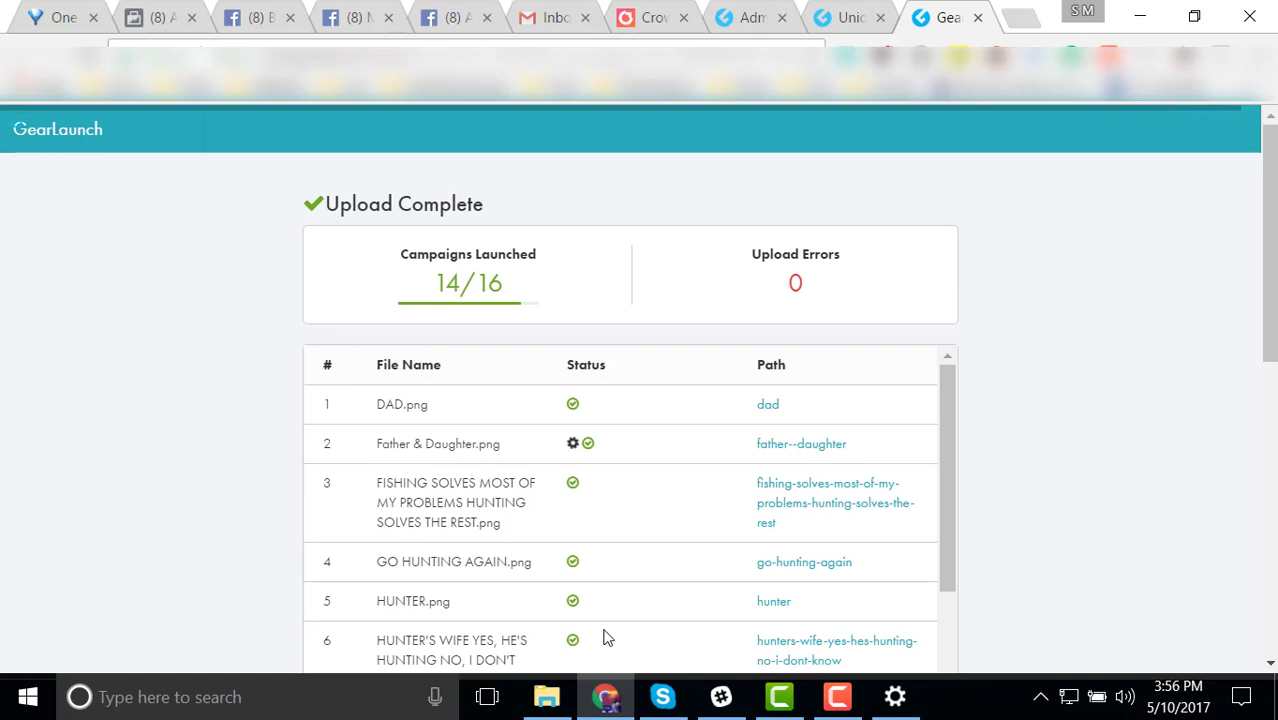 One
(8) A
(8) B
(8) M
(8) A
Inbo
Crow
Adm
Unic
Gear
SM
GearLaunch
Upload Complete
Campaigns Launched
14/16
Upload Errors
0
# File Name Status Path
1 DAD.png dad
2 Father & Daughter.png father--daughter
3 FISHING SOLVES MOST OF fishing-solves-most-of-my-
MY PROBLEMS HUNTING problems-hunting-solves-the-
SOLVES THE REST.png rest
4 GO HUNTING AGAIN.png go-hunting-again
5 HUNTER.png hunter
6 HUNTER'S WIFE YES, HE'S hunters-wife-yes-hes-hunting-
HUNTING NO, I DON'T no-i-dont-know
Type here to search
3:56 PM
5/10/2017